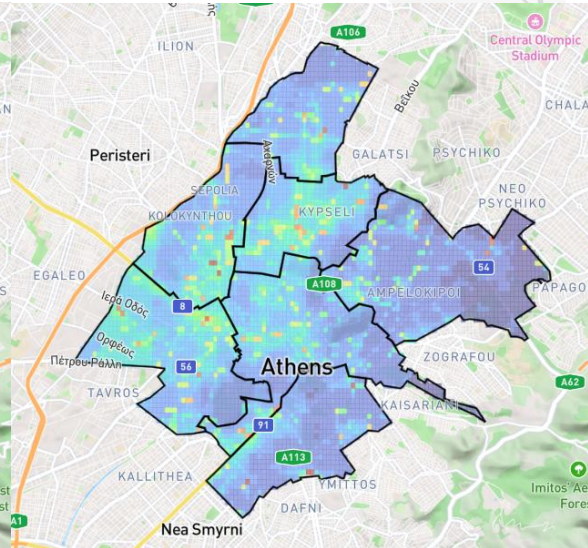 A106
Central Olympic
Stadium
ILION
Βεΐκου
CHALA
Peristeri
Αχαρνών
GALATSI
PSYCHIKO
SEPOLIA
NEO
PSYCHIKO
KOLOKYNTHOU
KYPSELI
EGALEO
54
A108
PAPAGO
Ιερά Οδός
8
AMPELOKIPOI
Ορφέως
Πέτρου Ράλλη
56
Athens
ZOGRAFOU
A62
TAVROS
KAISARIANI
91
A113
KALLITHEA
YMITTOS
Imitos' Ae
Fores
DAFNI
A1
Nea Smyrni